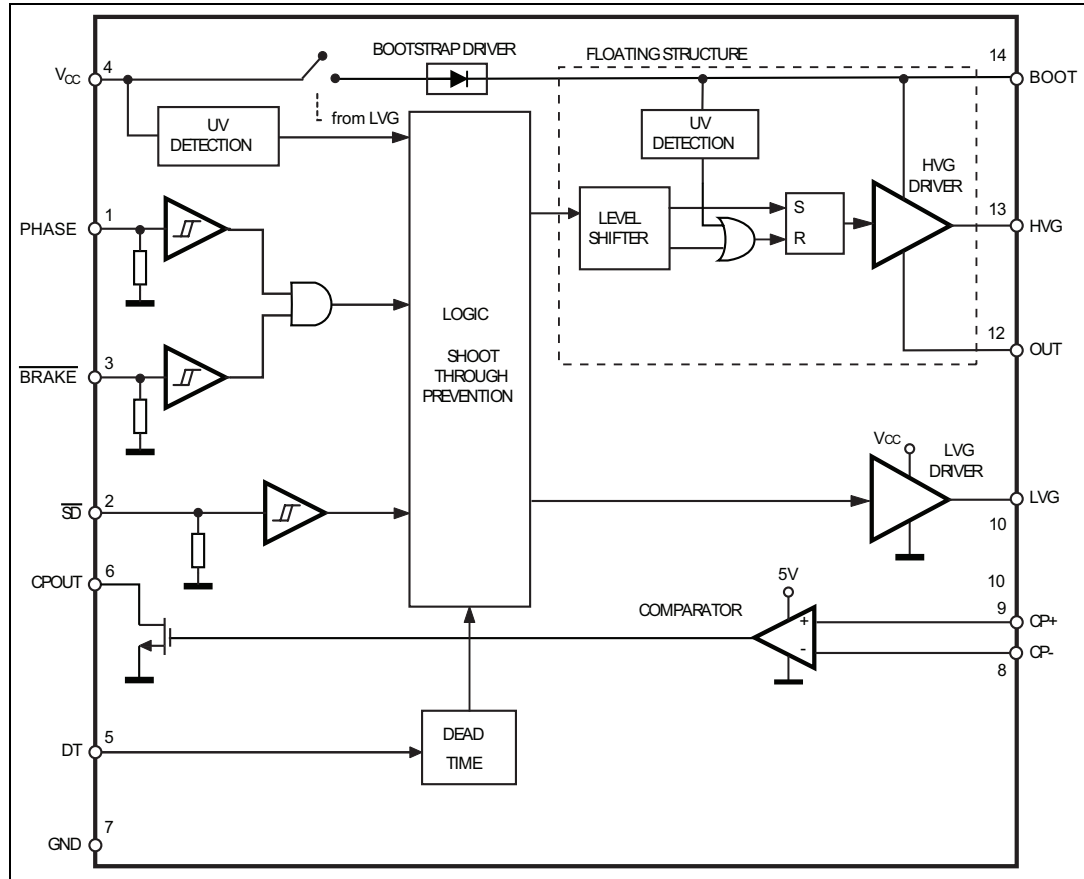 BOOTSTRAP DRIVER
FLOATING STRUCTURE
VCC
4
14
BOOT
from LVG
UV
DETECTION
UV
DETECTION
HVG
DRIVER
PHASE
1
LEVEL
SHIFTER
S
R
13
HVG
LOGIC
SHOOT
THROUGH
PREVENTION
12
OUT
BRAKE
3
VCC
LVG
DRIVER
SD
2
LVG
10
CPOUT
6
5V
10
COMPARATOR
+
-
9
CP+
CP-
8
DT
5
DEAD
TIME
7
GND